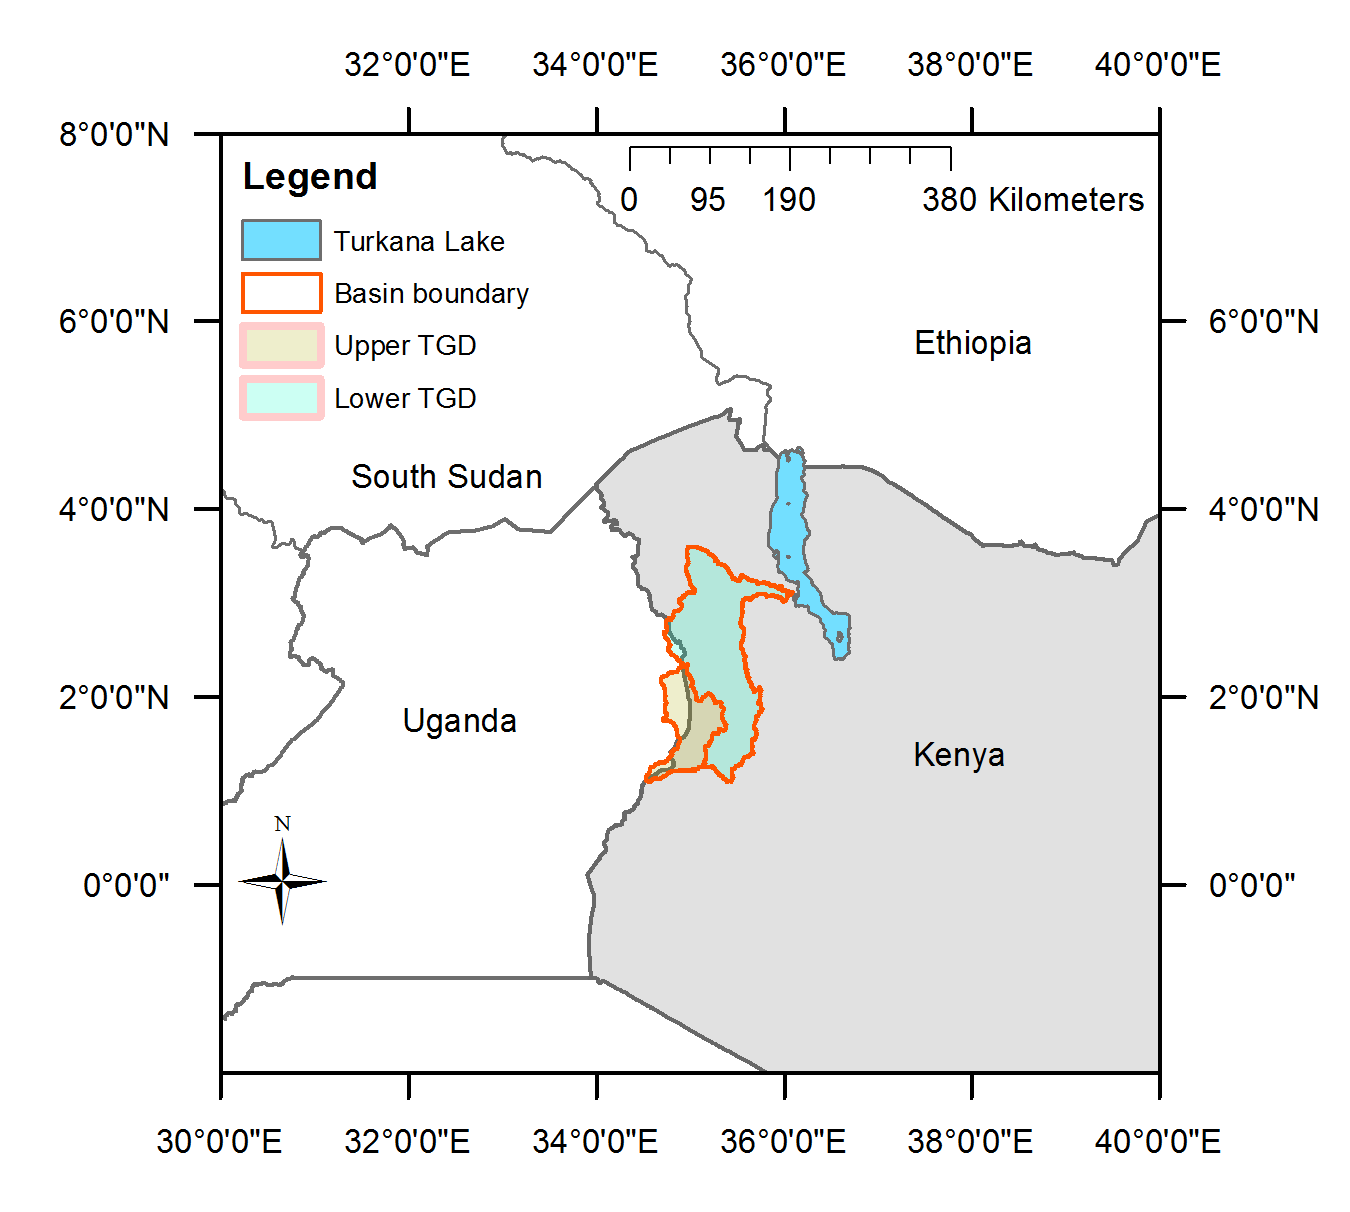 32°0'0"E 34°0'0"E 36°0'0"E 38°0'0"E 40°0'0"E
8°0'0"N
Legend
0 95 190 380 Kilometers
Turkana Lake
Basin boundary
6°0'0"N 6°0'0"N
Upper TGD
Ethiopia
Lower TGD
South Sudan
4°0'0"N 4°0'0"N
2°0'0"N 2°0'0"N
Uganda
Kenya
N
0°0'0" 0°0'0"
30°0'0"E 32°0'0"E 34°0'0"E 36°0'0"E 38°0'0"E 40°0'0"E